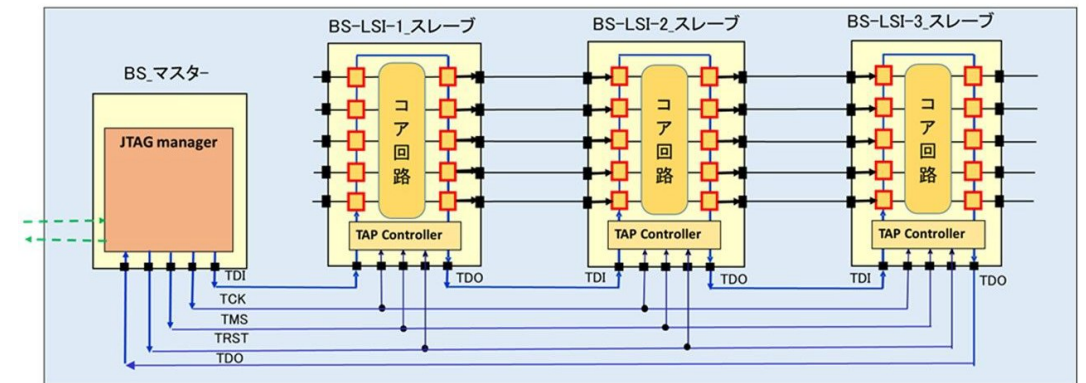 BS-LSI-1_スレーブ
BS-LSI-2_スレーブ
BS-LSI-3_スレーブ
BS_マスタ-
JTAG manager
コア回路
コア回路
コア回路
TAP Controller
TAP Controller
TAP Controller
TDI
TDO
TDI
TDO
TDI
TDO
TCK
TMS
TRST
TDO